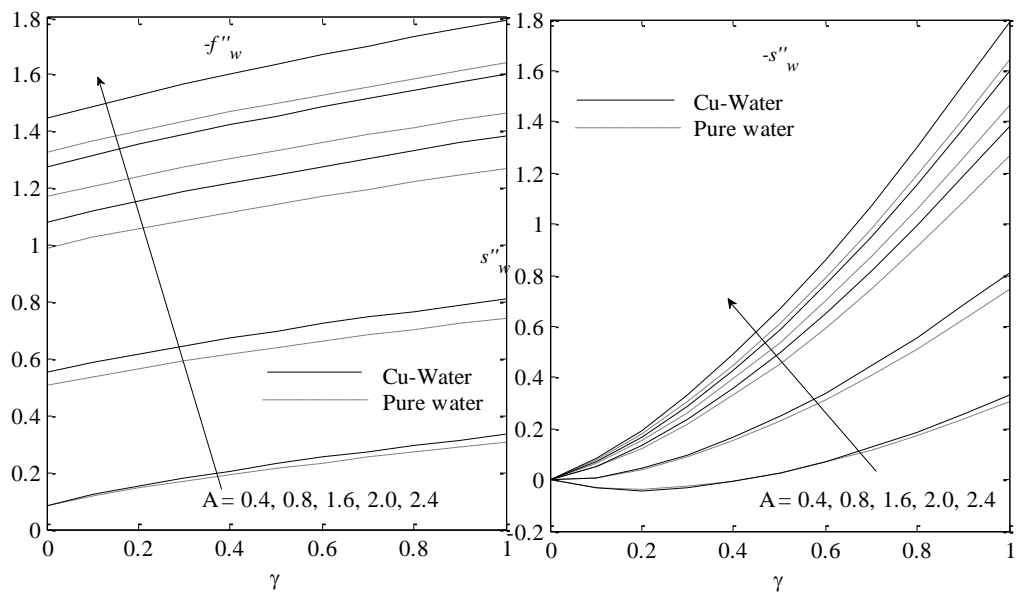 -f''w
Cu-Water
Pure water
A = 0.4, 0.8, 1.6, 2.0, 2.4
1.8
1.6
1.4
1.2
1
0.8
0.6
0.4
0.2
0
0 0.2 0.4 0.6 0.8 1
γ
s''w
-s''w
Cu-Water
Pure water
A = 0.4, 0.8, 1.6, 2.0, 2.4
1.8
1.6
1.4
1.2
1
0.8
0.6
0.4
0.2
0
-0.2
0 0.2 0.4 0.6 0.8 1
γ